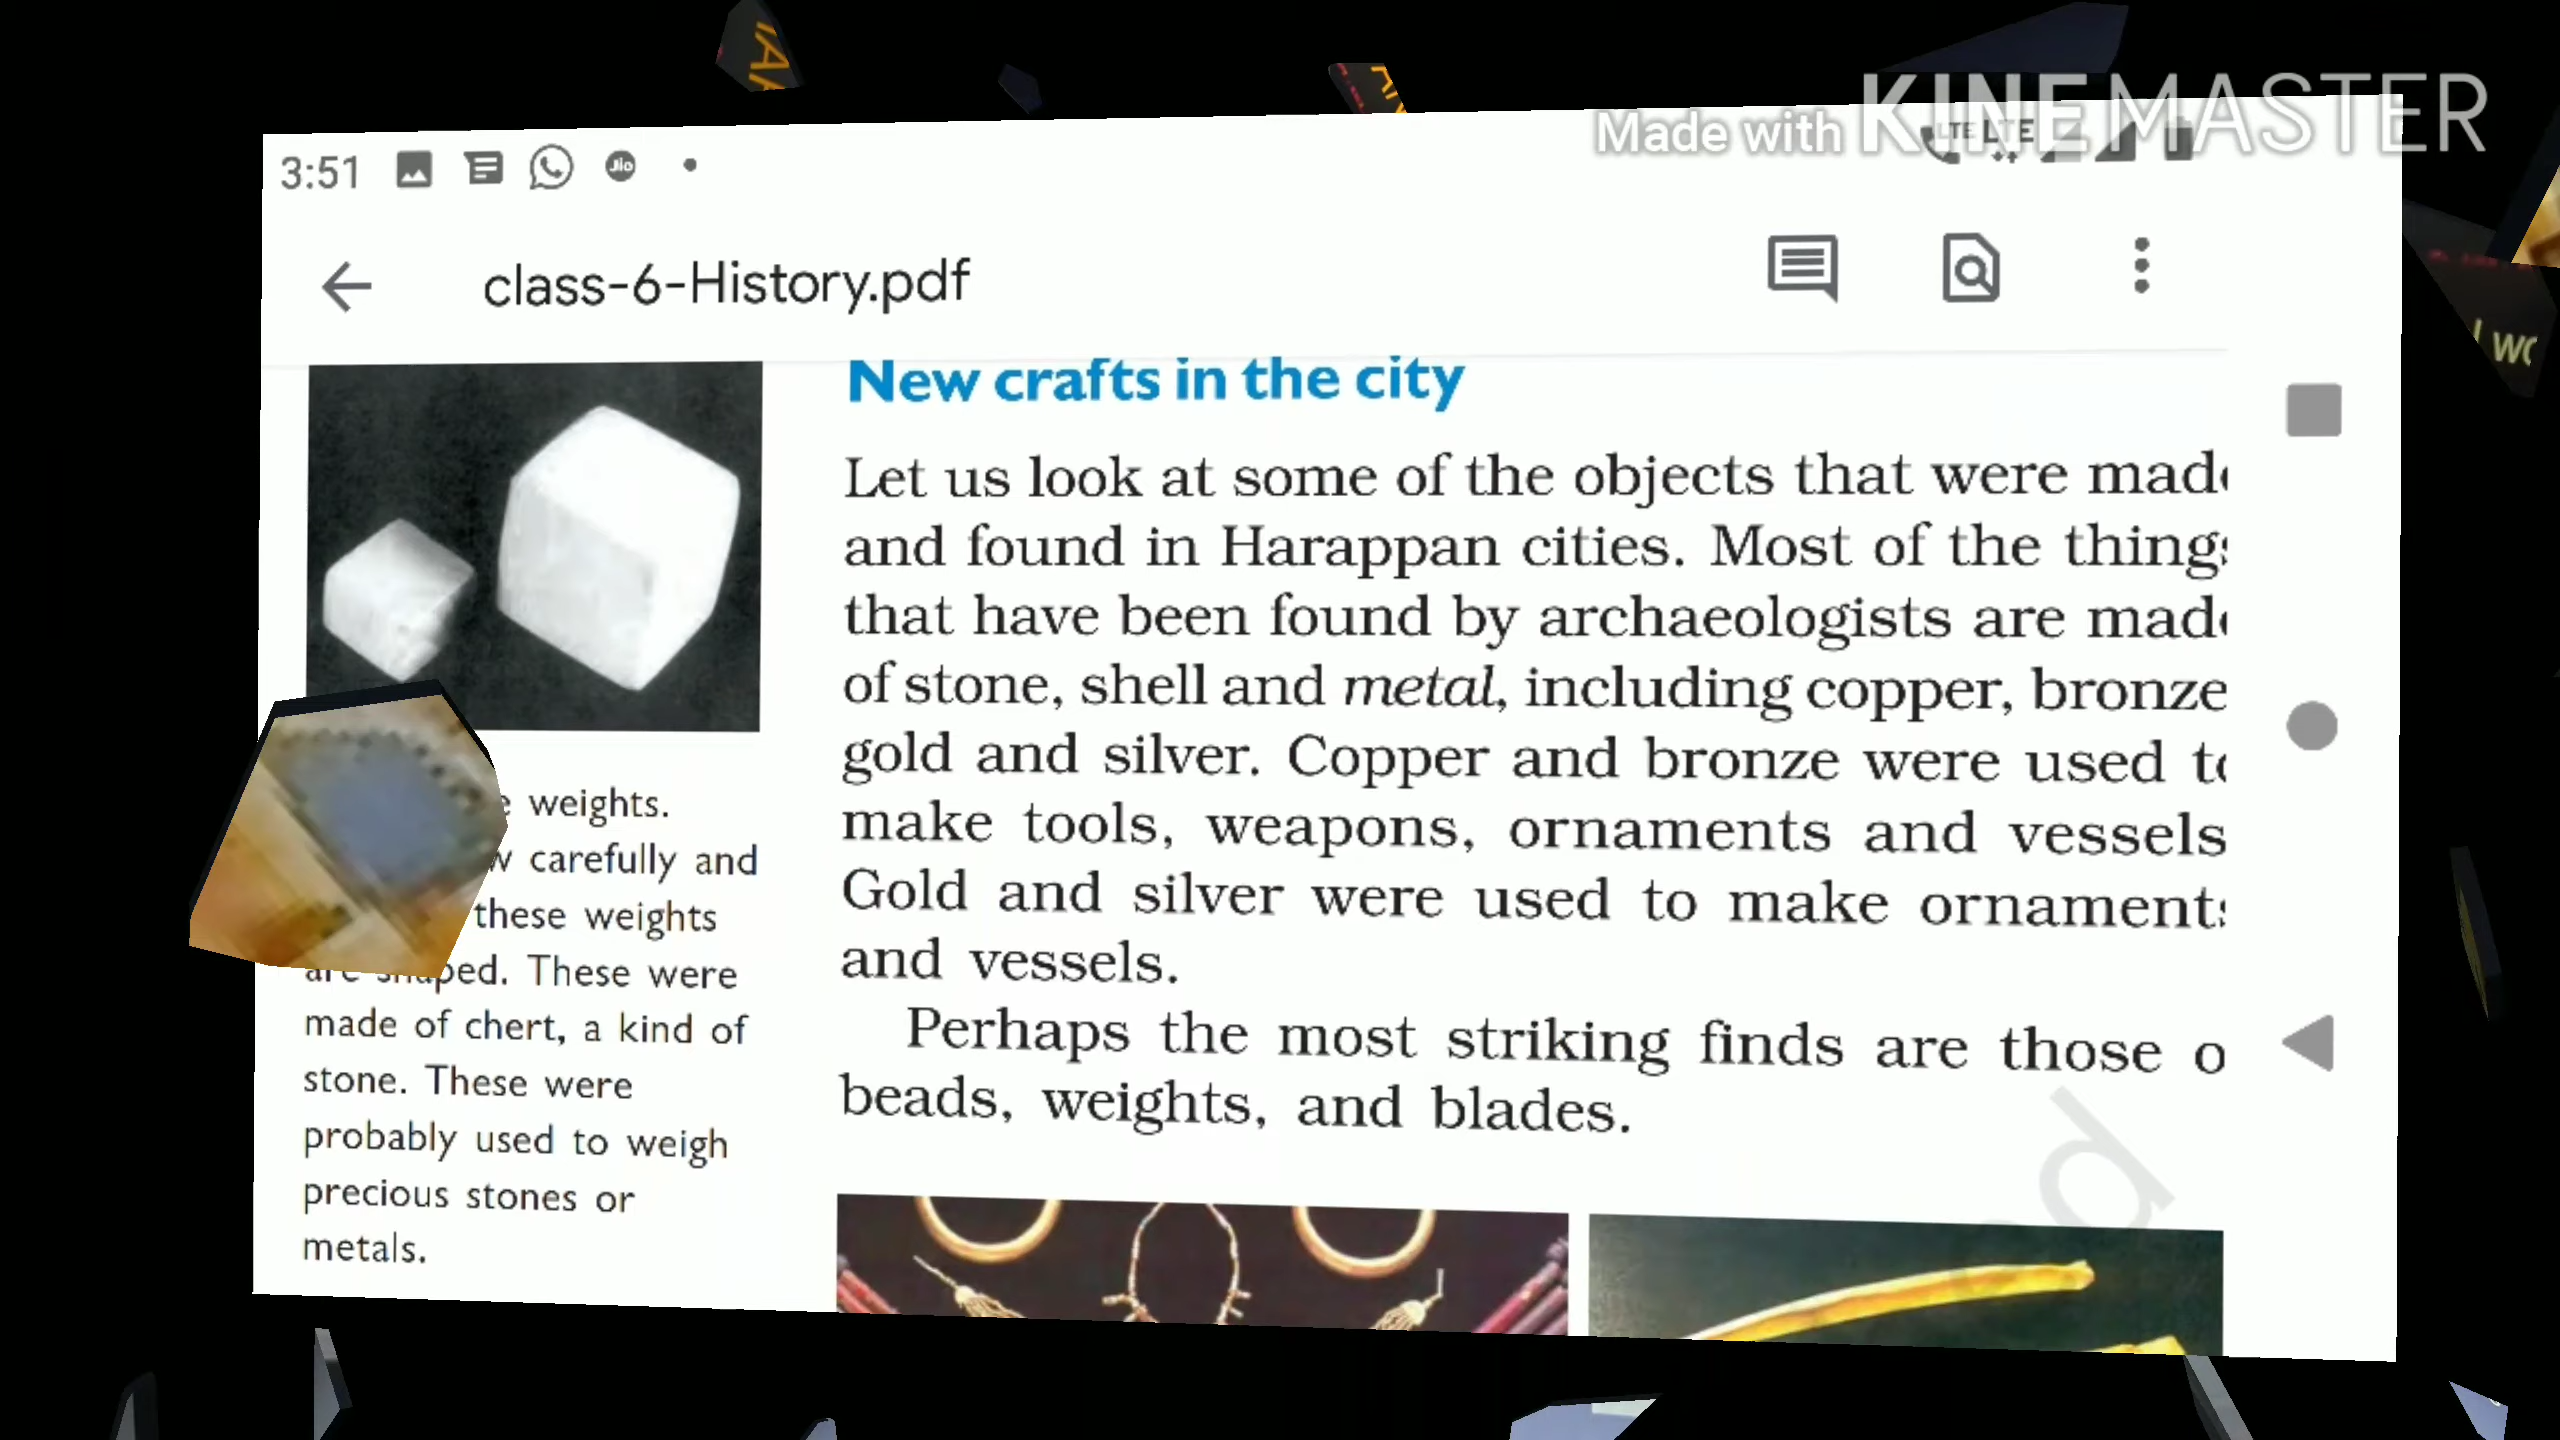 Made with KINEMASTER
3:51
class-6-History.pdf
New crafts in the city
Let us look at some of the objects that were
and found in Harappan cities. Most of the
that have been found by archaeologists are
of stone, shell and metal, including copper, bronze
gold and silver. Copper and bronze were used
make tools, weapons, ornaments and vessels
Gold and silver were used to make
and vessels.
Perhaps the most striking finds are those
beads, weights, and blades.
weights.
carefully and
these weights
These were
made of chert, a kind of
stone. These were
probably used to weigh
precious stones or
metals.